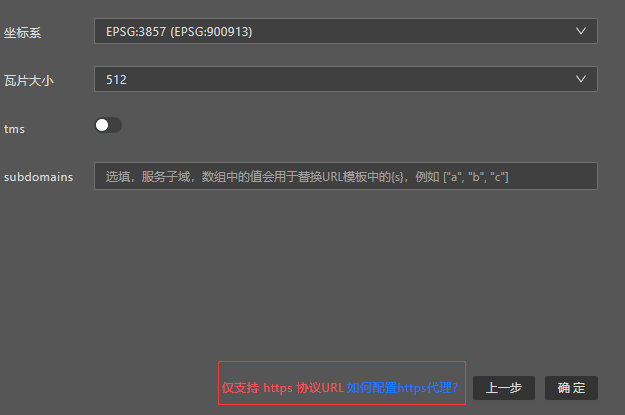 坐标系 EPSG:3857 (EPSG:900913)
瓦片大小 512
tms
subdomains 选填，服务子域，数组中的值会用于替换URL模板中的{s}，例如 ["a", "b", "c"]
仅支持 https 协议URL 如何配置https代理? 上一步 确 定